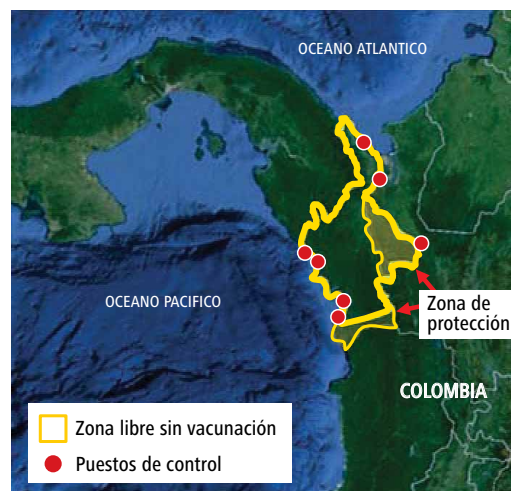 OCEANO ATLANTICO
OCEANO PACIFICO
Zona de
protección
COLOMBIA
Zona libre sin vacunación
Puestos de control